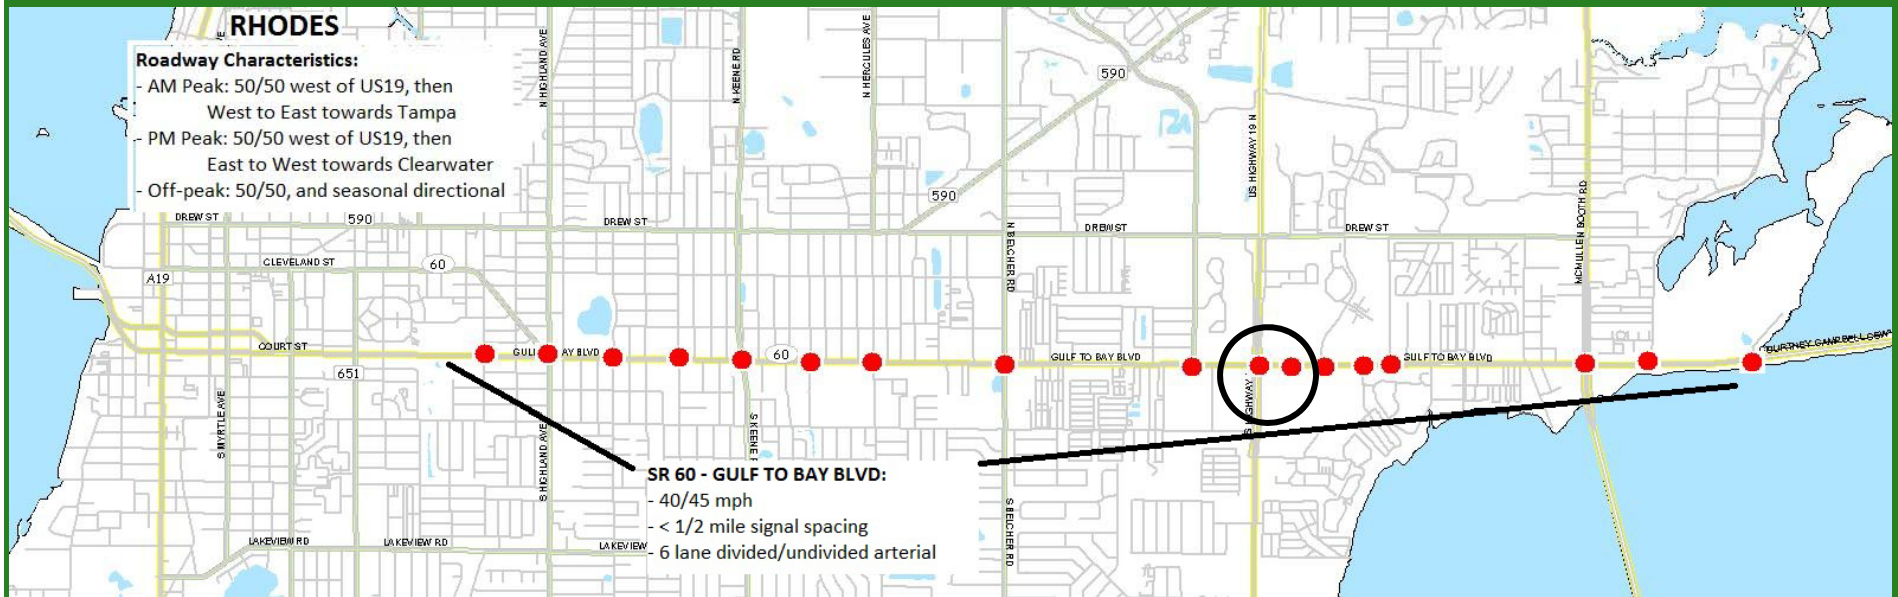 RHODES
Roadway Characteristics:
- AM Peak: 50/50 west of US19, then
West to East towards Tampa
- PM Peak: 50/50 west of US19, then
East to West towards Clearwater
- Off-peak: 50/50, and seasonal directional
N HIGHLAND AVE
N KEENE RD
N HERCULES AVE
590
US HIGHWAY 19 N
590
MCMULLEN BOOTH RD
DREW ST
590
DREW ST
DREW ST
DREW ST
N BELCHER RD
CLEVELAND ST
60
A19
COURT ST
60
GULF TO BAY BLVD
GULF TO BAY BLVD
651
S MYRTLE AVE
S HIGHLAND AVE
S KEENE
HIGHWAY
SR 60 - GULF TO BAY BLVD:
- 40/45 mph
- < 1/2 mile signal spacing
- 6 lane divided/undivided arterial
S BELCHER RD
LAKEVIEW RD
LAKEVIEW RD
LAKEVIEW